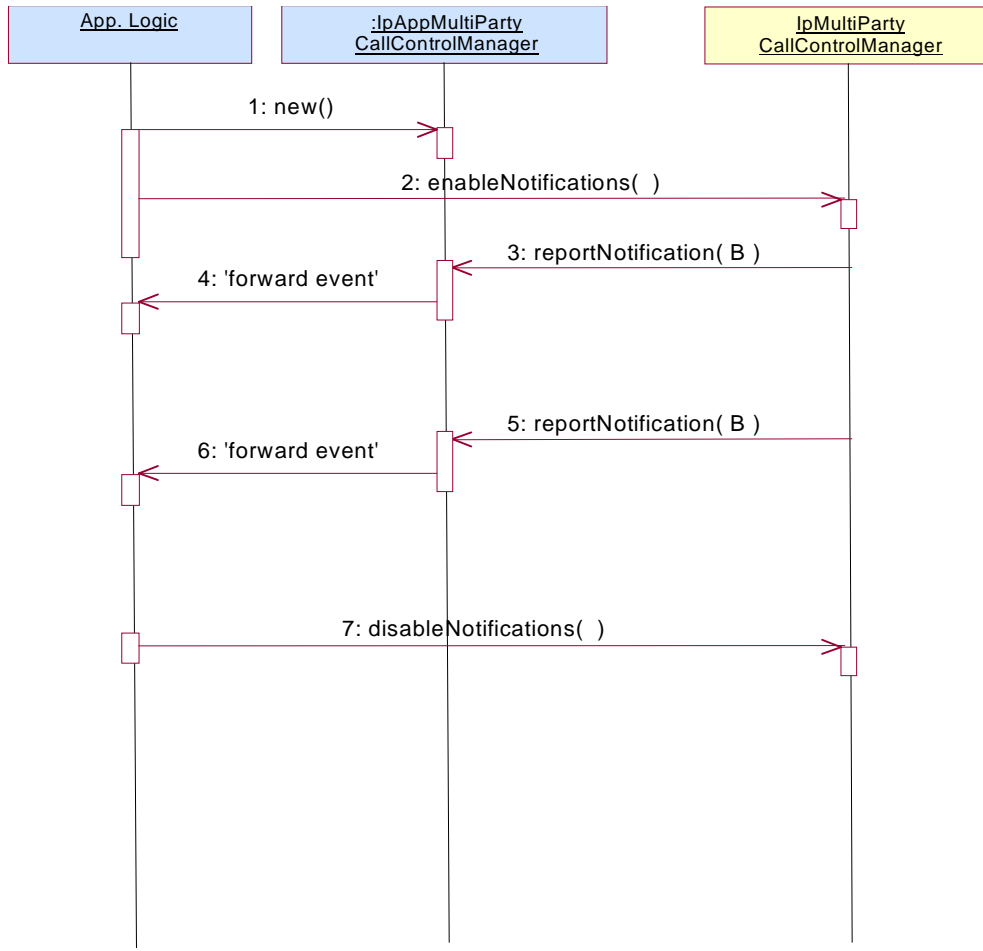 App. Logic
:IpAppMultiParty
CallControlManager
IpMultiParty
CallControlManager
1: new()
2: enableNotifications(  )
3: reportNotification( B )
4: 'forward event'
5: reportNotification( B )
6: 'forward event'
7: disableNotifications(  )